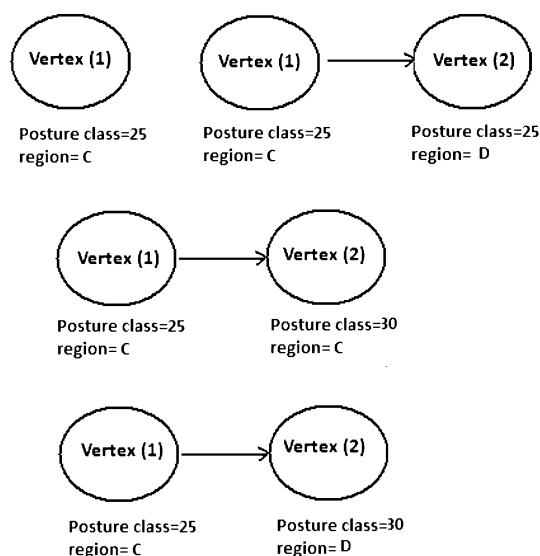 Vertex (1) Vertex (1) Vertex (2)
Posture class=25 Posture class=25 Posture class=25
region= C region= C region= D
Vertex (1) Vertex (2)
Posture class=25 Posture class=30
region= C region= C
Vertex (1) Vertex (2)
Posture class=25 Posture class=30
region= C region= D